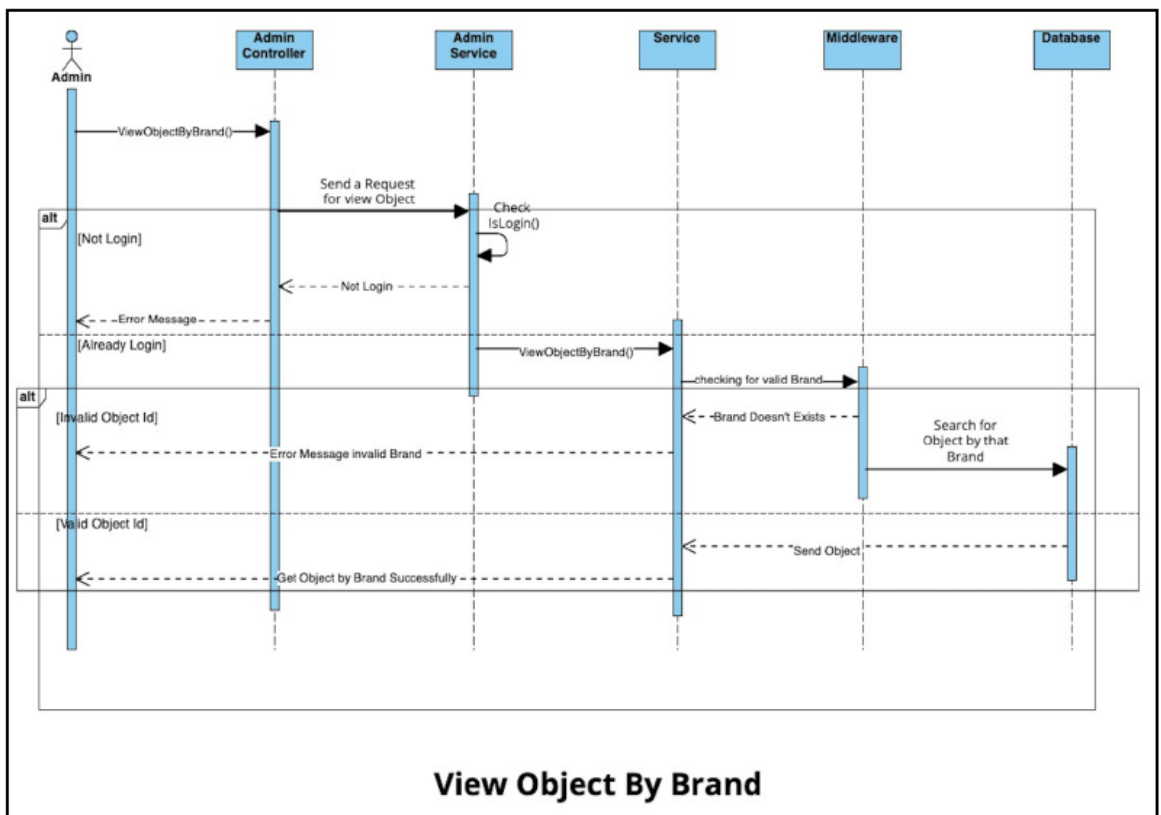 Admin
Admin
Controller
Admin
Service
Service
Middleware
Database
ViewObjectByBrand()
Send a Request
for view Object
Check
IsLogin()
alt
[Not Login]
Not Login
Error Message
[Already Login]
ViewObjectByBrand()
checking for valid Brand
alt
[Invalid Object Id]
Brand Doesn't Exists
Search for
Object by that
Brand
Error Message invalid Brand
[Valid Object Id]
Send Object
Get Object by Brand Successfully
View Object By Brand